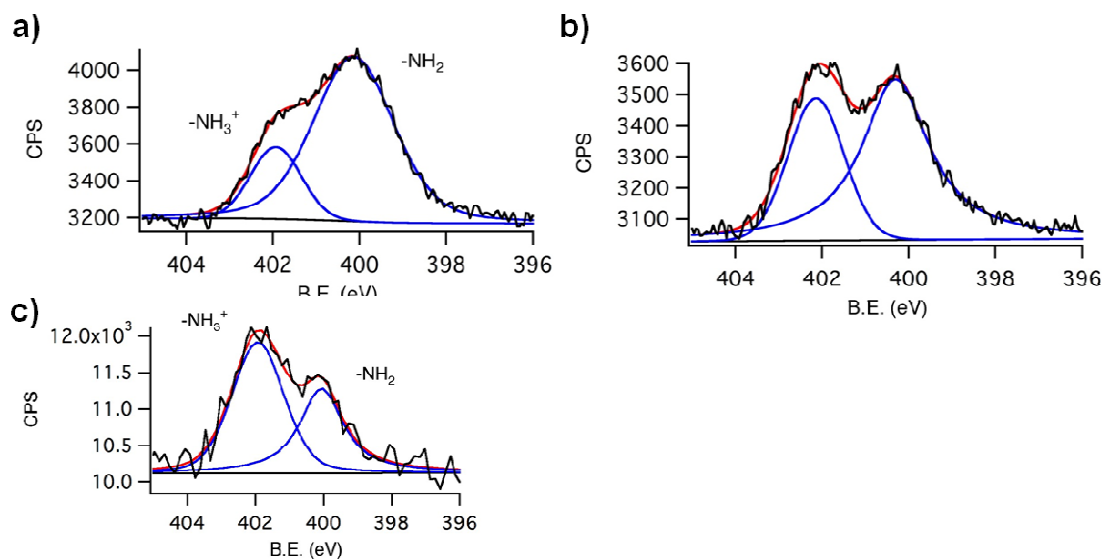 a)
-NH₂
-NH₃⁺
4000
3800
3600
3400
3200
CPS
404 402 400 398 396
B.E. (eV)
b)
3600
3500
3400
3300
3200
3100
CPS
404 402 400 398 396
B.E. (eV)
c)
-NH₃⁺
-NH₂
12.0x10³
11.5
11.0
10.5
10.0
CPS
404 402 400 398 396
B.E. (eV)